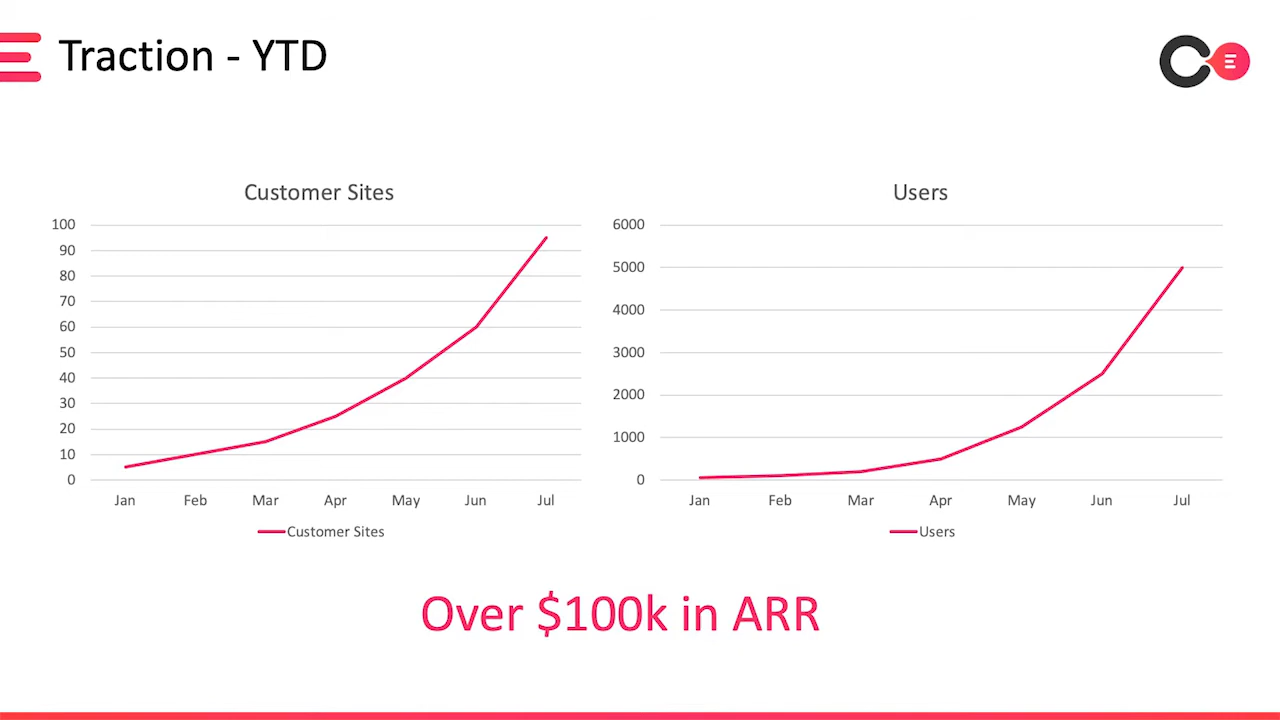 Traction - YTD
E
Customer Sites
100
90
80
70
60
50
40
30
20
10
0
Jan Feb Mar Apr May Jun Jul
Customer Sites
Users
6000
5000
4000
3000
2000
1000
0
Jan Feb Mar Apr May Jun Jul
Users
Over $100k in ARR